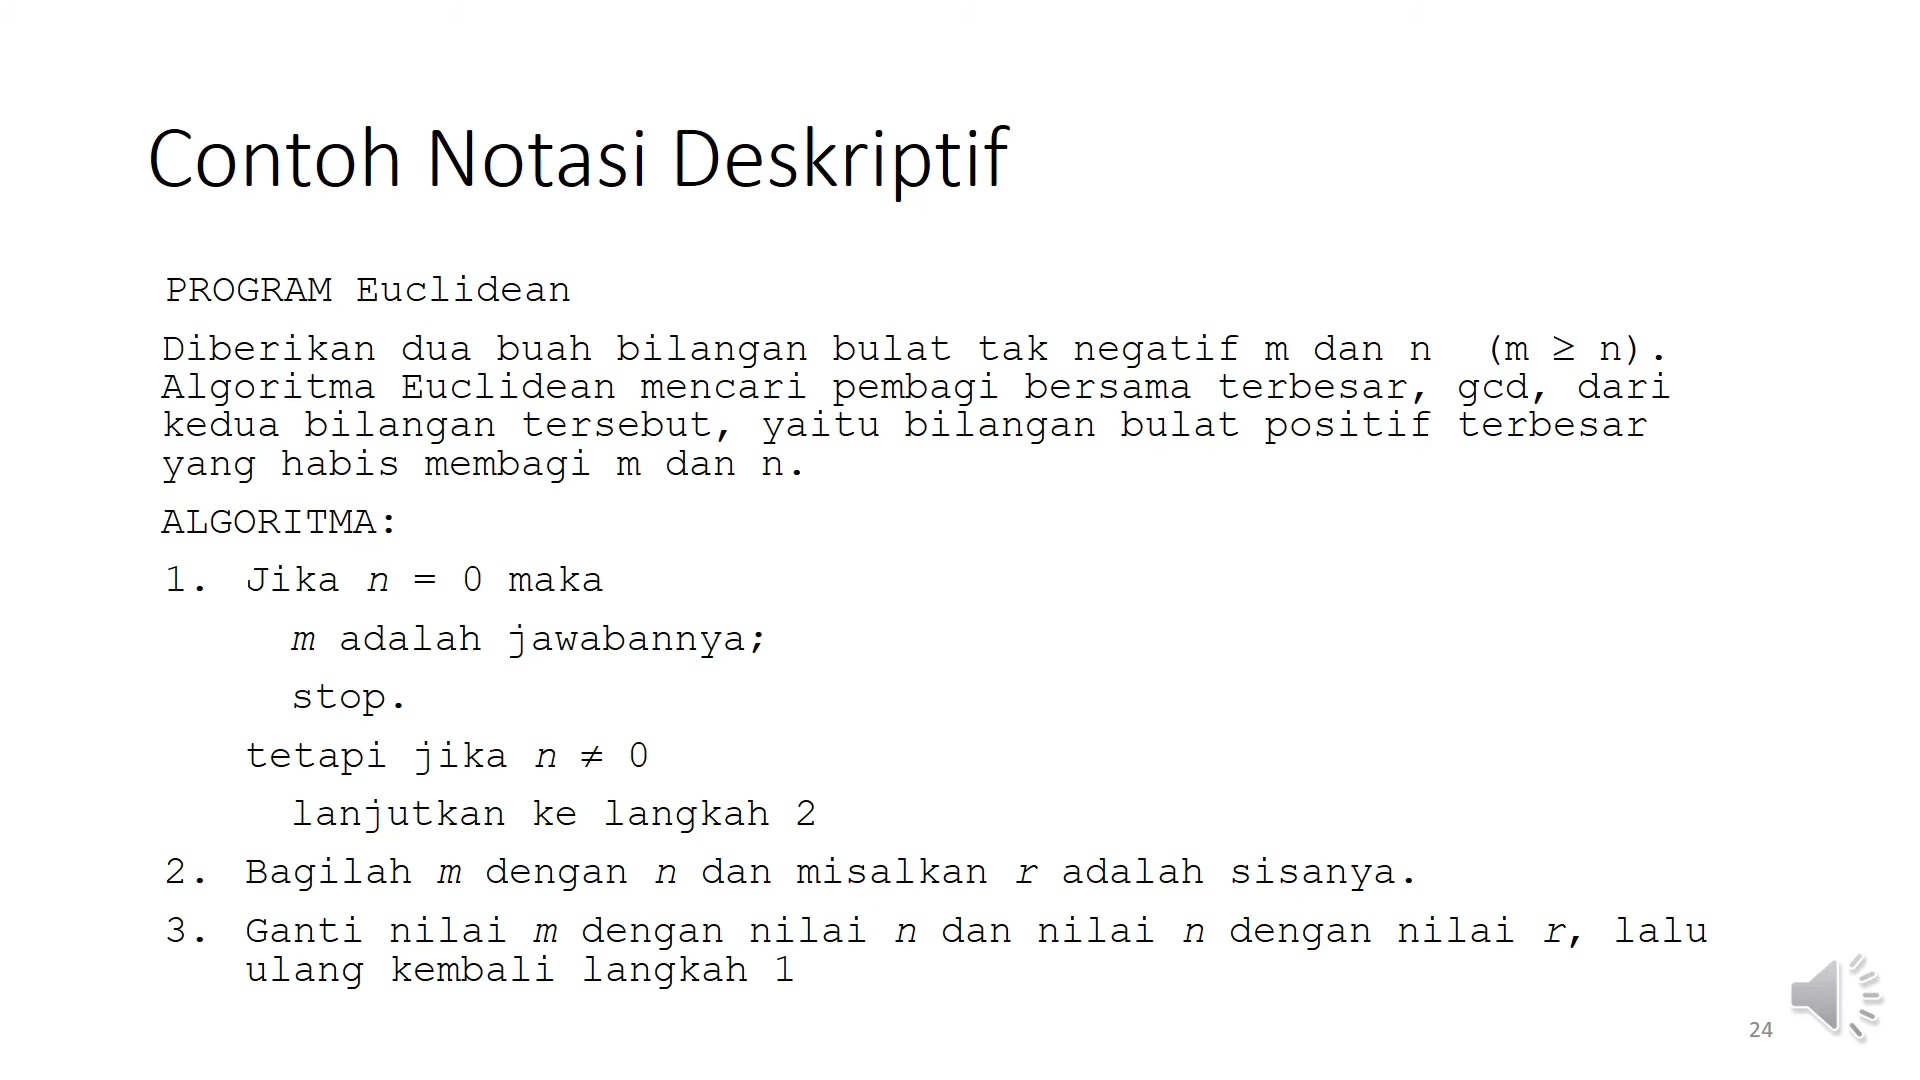 Contoh Notasi Deskriptif
PROGRAM Euclidean
Diberikan dua buah bilangan bulat tak negatif m dan n (m ≥ n).
Algoritma Euclidean mencari pembagi bersama terbesar, gcd, dari
kedua bilangan tersebut, yaitu bilangan bulat positif terbesar
yang habis membagi m dan n.
ALGORITMA:
1. Jika n = 0 maka
m adalah jawabannya;
stop.
tetapi jika n ≠ 0
lanjutkan ke langkah 2
2. Bagilah m dengan n dan misalkan r adalah sisanya.
3. Ganti nilai m dengan nilai n dan nilai n dengan nilai r, lalu
ulang kembali langkah 1
24